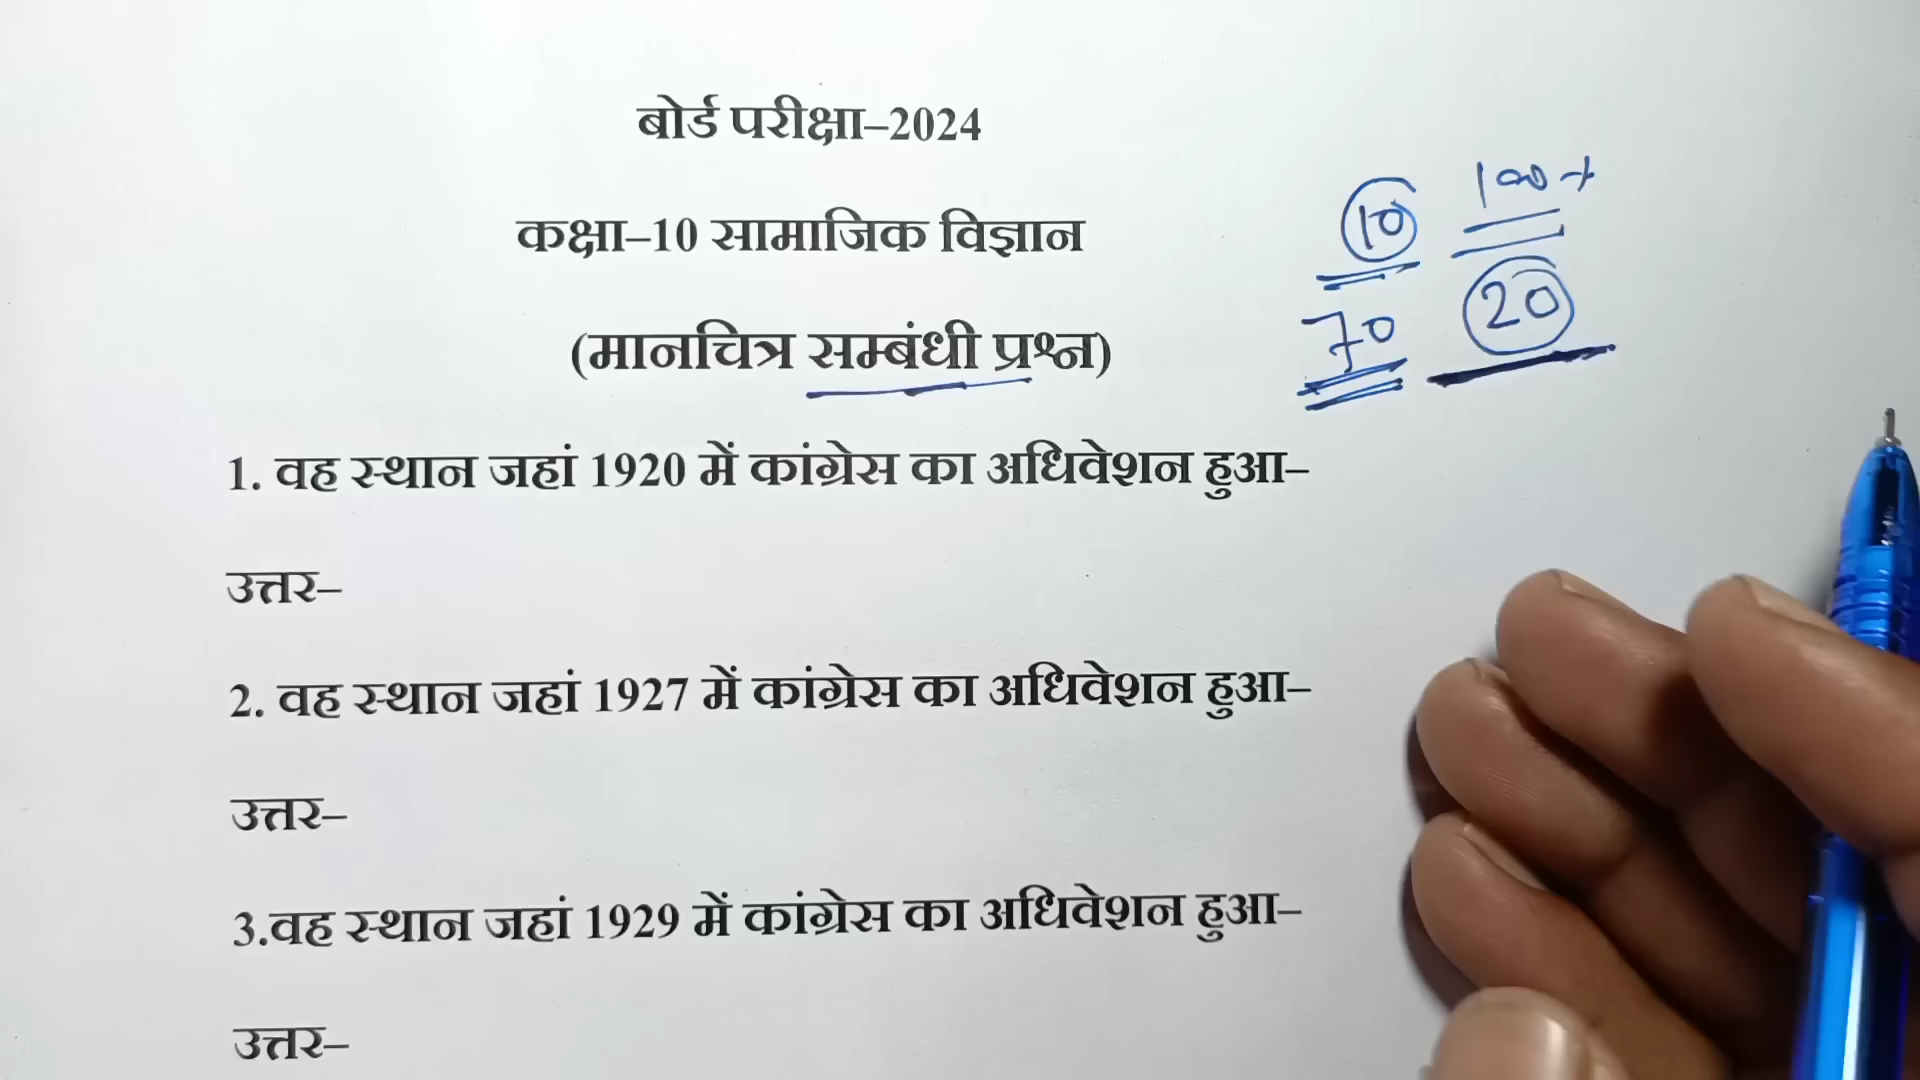 बोर्ड परीक्षा–2024
कक्षा–10 सामाजिक विज्ञान
(मानचित्र सम्बंधी प्रश्न)
10 100+
70 20
1. वह स्थान जहां 1920 में कांग्रेस का अधिवेशन हुआ–
उत्तर–
2. वह स्थान जहां 1927 में कांग्रेस का अधिवेशन हुआ–
उत्तर–
3.वह स्थान जहां 1929 में कांग्रेस का अधिवेशन हुआ–
उत्तर–